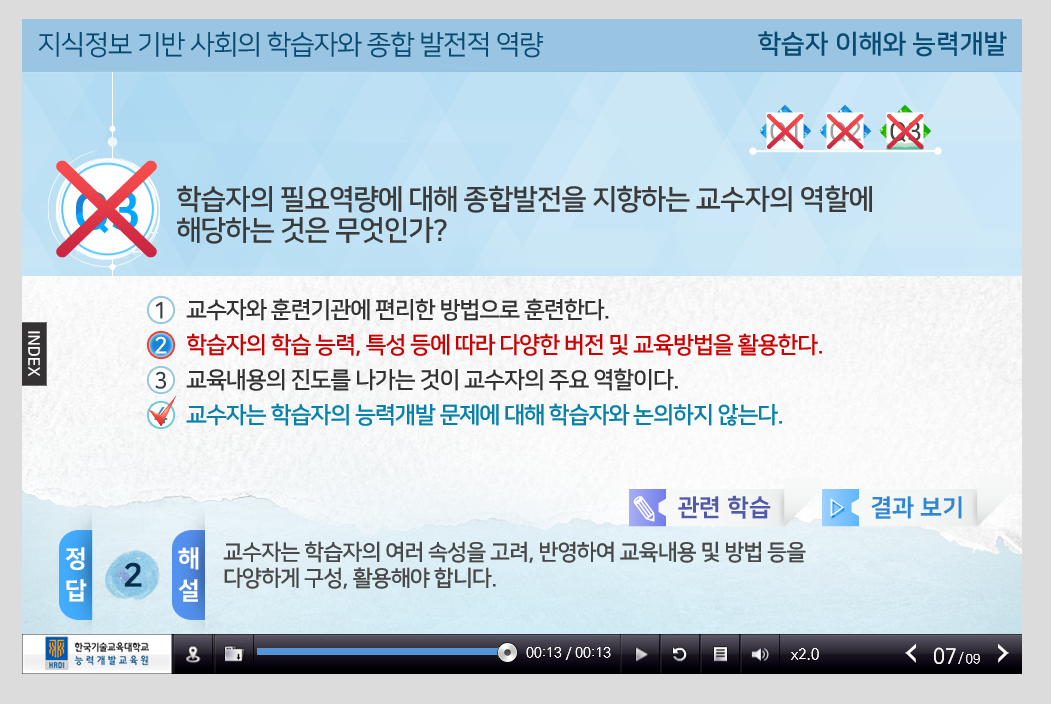 지식정보 기반 사회의 학습자와 종합 발전적 역량
학습자 이해와 능력개발
Q1 Q2 Q3
Q3
학습자의 필요역량에 대해 종합발전을 지향하는 교수자의 역할에
해당하는 것은 무엇인가?
1 교수자와 훈련기관에 편리한 방법으로 훈련한다.
2 학습자의 학습 능력, 특성 등에 따라 다양한 버전 및 교육방법을 활용한다.
3 교육내용의 진도를 나가는 것이 교수자의 주요 역할이다.
교수자는 학습자의 능력개발 문제에 대해 학습자와 논의하지 않는다.
INDEX
관련 학습
결과 보기
정답
2
해설
교수자는 학습자의 여러 속성을 고려, 반영하여 교육내용 및 방법 등을
다양하게 구성, 활용해야 합니다.
HRDI
한국기술교육대학교
능력개발교육원
00:13 / 00:13
x2.0
07/09